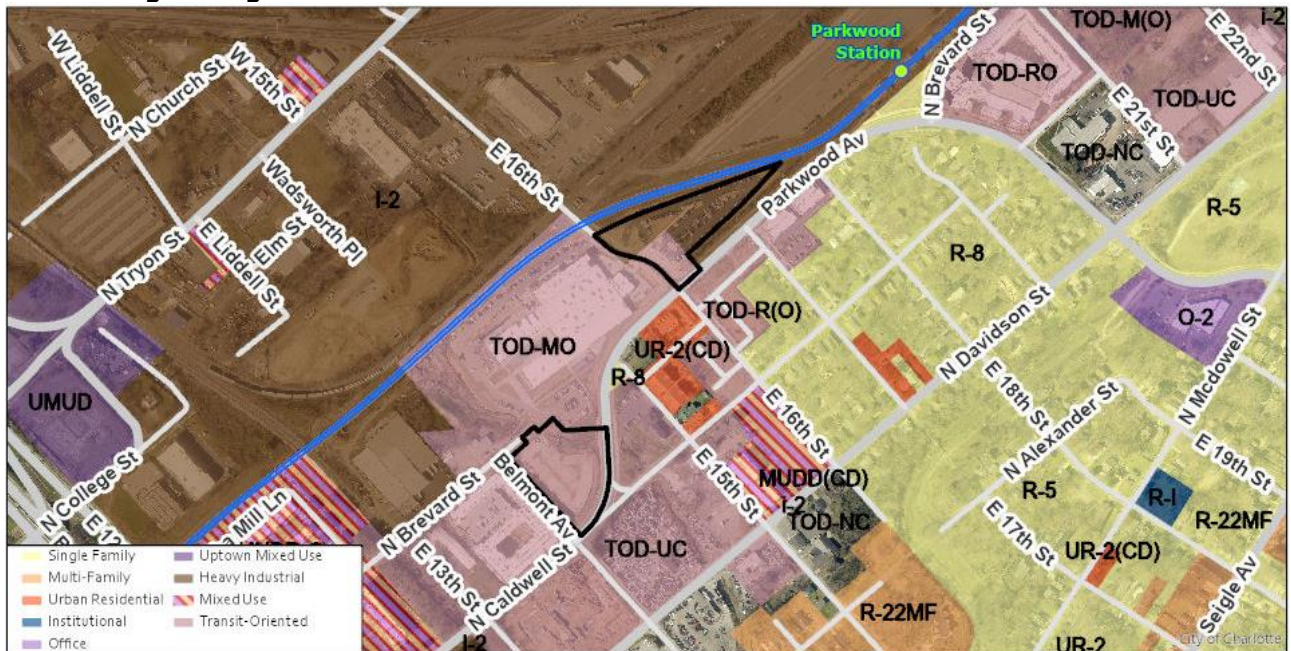 TOD-M(O)
I-2
E 22nd St
Parkwood
Station
N Brevard St
TOD-RO
TOD-UC
W Liddell St
N Church St
W 15th St
E 21st St
TOD-NC
E 16th St
Parkwood Av
R-5
Wadsworth Pl
I-2
N Tryon St
E Liddell St
Elm St
R-8
N Davidson St
O-2
TOD-R(O)
TOD-MO
UR-2(CD)
R-8
N Mcdowell St
UMUD
E 18th St
N Alexander St
E 16th St
E 19th St
N College St
Belmont Av
N Brevard St
MUDD(CD)
R-5
R-I
R-22MF
E 15th St
I-2
TOD-NC
E 17th St
Mill Ln
TOD-UC
UR-2(CD)
E 13th St
N Caldwell St
Seigle Av
R-22MF
I-2
UR-2
Single Family
Multi-Family
Urban Residential
Institutional
Office
Uptown Mixed Use
Heavy Industrial
Mixed Use
Transit-Oriented
City of Charlotte